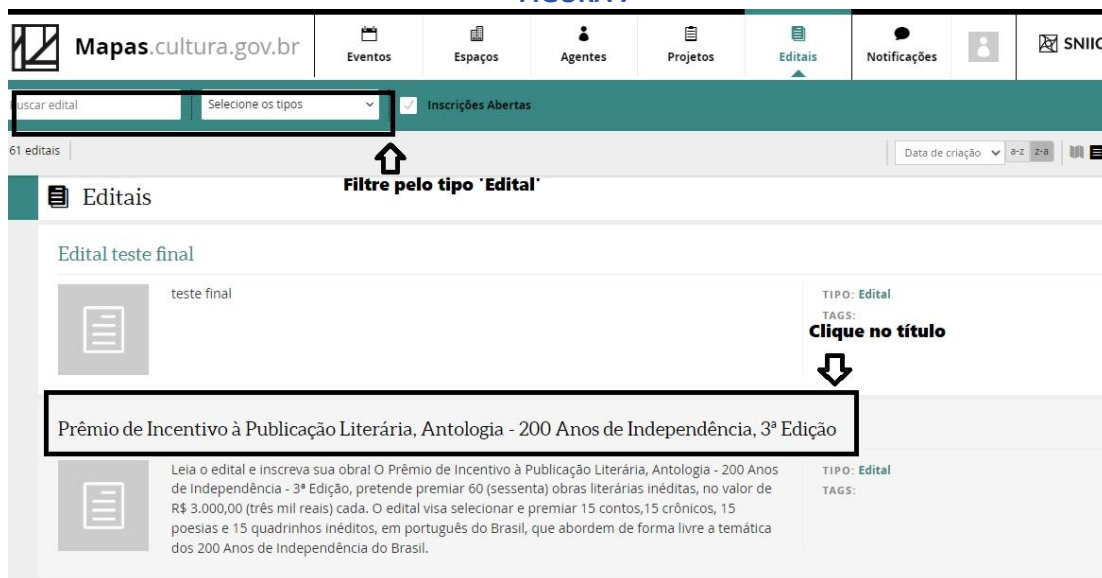 Mapas.cultura.gov.br
Eventos
Espaços
Agentes
Projetos
Editais
Notificações
SNIIC
Buscar edital
Selecione os tipos
Inscrições Abertas
61 editais
Data de criação
a-z
z-a
Filtre pelo tipo 'Edital'
Editais
Edital teste final
teste final
TIPO: Edital
TAGS:
Clique no título
Prêmio de Incentivo à Publicação Literária, Antologia - 200 Anos de Independência, 3ª Edição
Leia o edital e inscreva sua obra! O Prêmio de Incentivo à Publicação Literária, Antologia - 200 Anos
de Independência - 3ª Edição, pretende premiar 60 (sessenta) obras literárias inéditas, no valor de
R$ 3.000,00 (três mil reais) cada. O edital visa selecionar e premiar 15 contos,15 crônicos, 15
poesias e 15 quadrinhos inéditos, em português do Brasil, que abordem de forma livre a temática
dos 200 Anos de Independência do Brasil.
TIPO: Edital
TAGS: